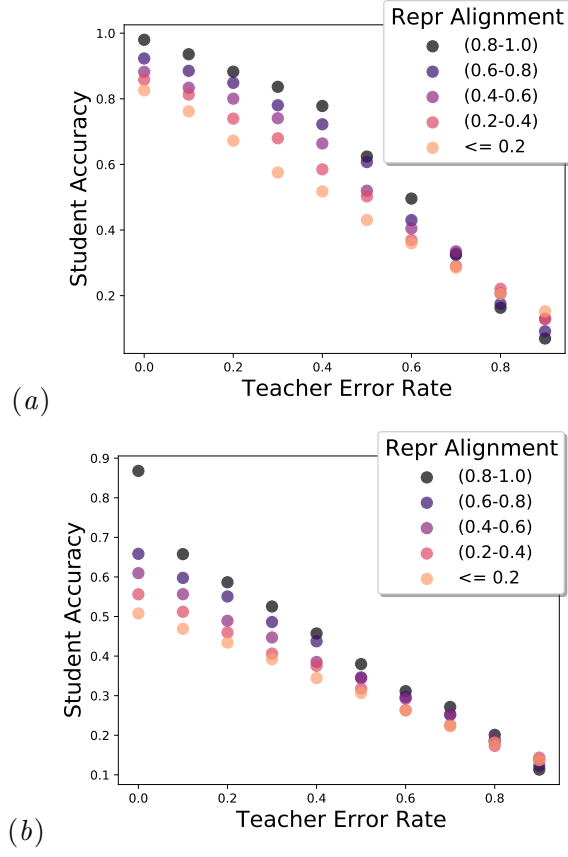 Repr Alignment
(0.8-1.0)
(0.6-0.8)
(0.4-0.6)
(0.2-0.4)
<= 0.2
1.0
0.8
0.6
0.4
0.2
Student Accuracy
0.0 0.2 0.4 0.6 0.8
Teacher Error Rate
(a)
Repr Alignment
(0.8-1.0)
(0.6-0.8)
(0.4-0.6)
(0.2-0.4)
<= 0.2
0.9
0.8
0.7
0.6
0.5
0.4
0.3
0.2
0.1
Student Accuracy
0.0 0.2 0.4 0.6 0.8
Teacher Error Rate
(b)